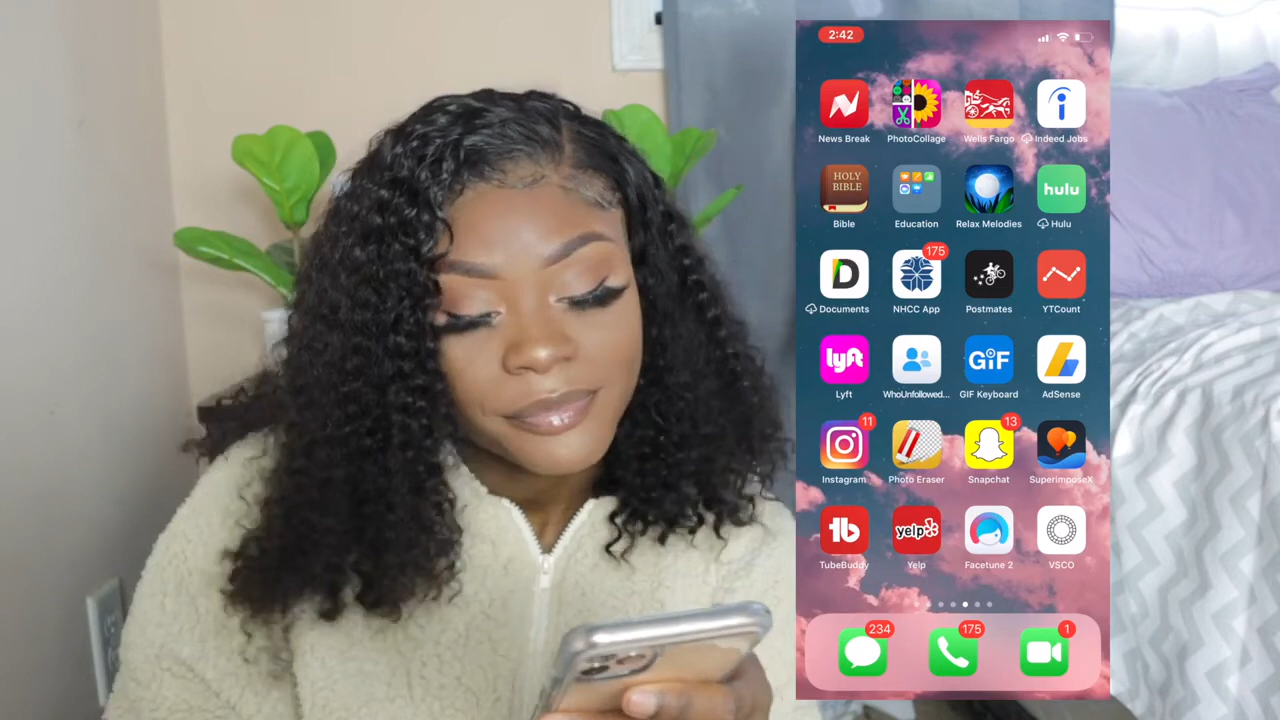 2:42
News Break PhotoCollage Wells Fargo Indeed Jobs
HOLY
BIBLE
hulu
Bible Education Relax Melodies Hulu
D 175
Documents NHCC App Postmates YTCount
lyft GIF
Lyft WhoUnfollowed... GIF Keyboard AdSense
11 13
Instagram Photo Eraser Snapchat SuperimposeX
tb yelp
TubeBuddy Yelp Facetune 2 VSCO
234 175 1